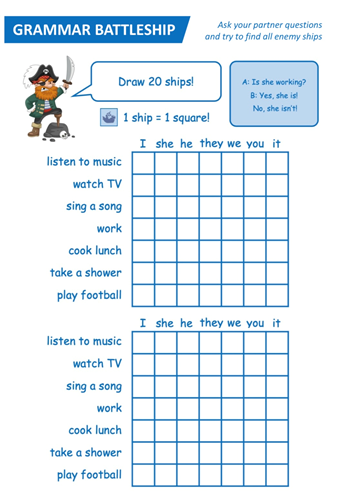 GRAMMAR BATTLESHIP
Ask your partner questions
and try to find all enemy ships
Draw 20 ships!
1 ship = 1 square!
A: Is she working?
B: Yes, she is!
No, she isn't!
I she he they we you it
listen to music
watch TV
sing a song
work
cook lunch
take a shower
play football
I she he they we you it
listen to music
watch TV
sing a song
work
cook lunch
take a shower
play football